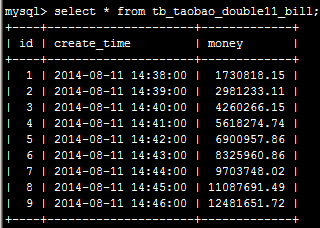 mysql> select * from tb_taobao_double11_bill;
+----+---------------------+-------------+
| id | create_time         | money       |
+----+---------------------+-------------+
|  1 | 2014-08-11 14:38:00 |  1730818.15 |
|  2 | 2014-08-11 14:39:00 |  2981233.11 |
|  3 | 2014-08-11 14:40:00 |  4260266.15 |
|  4 | 2014-08-11 14:41:00 |  5618274.74 |
|  5 | 2014-08-11 14:42:00 |  6900957.86 |
|  6 | 2014-08-11 14:43:00 |  8325960.86 |
|  7 | 2014-08-11 14:44:00 |  9703748.02 |
|  8 | 2014-08-11 14:45:00 | 11087691.49 |
|  9 | 2014-08-11 14:46:00 | 12481651.72 |
+----+---------------------+-------------+